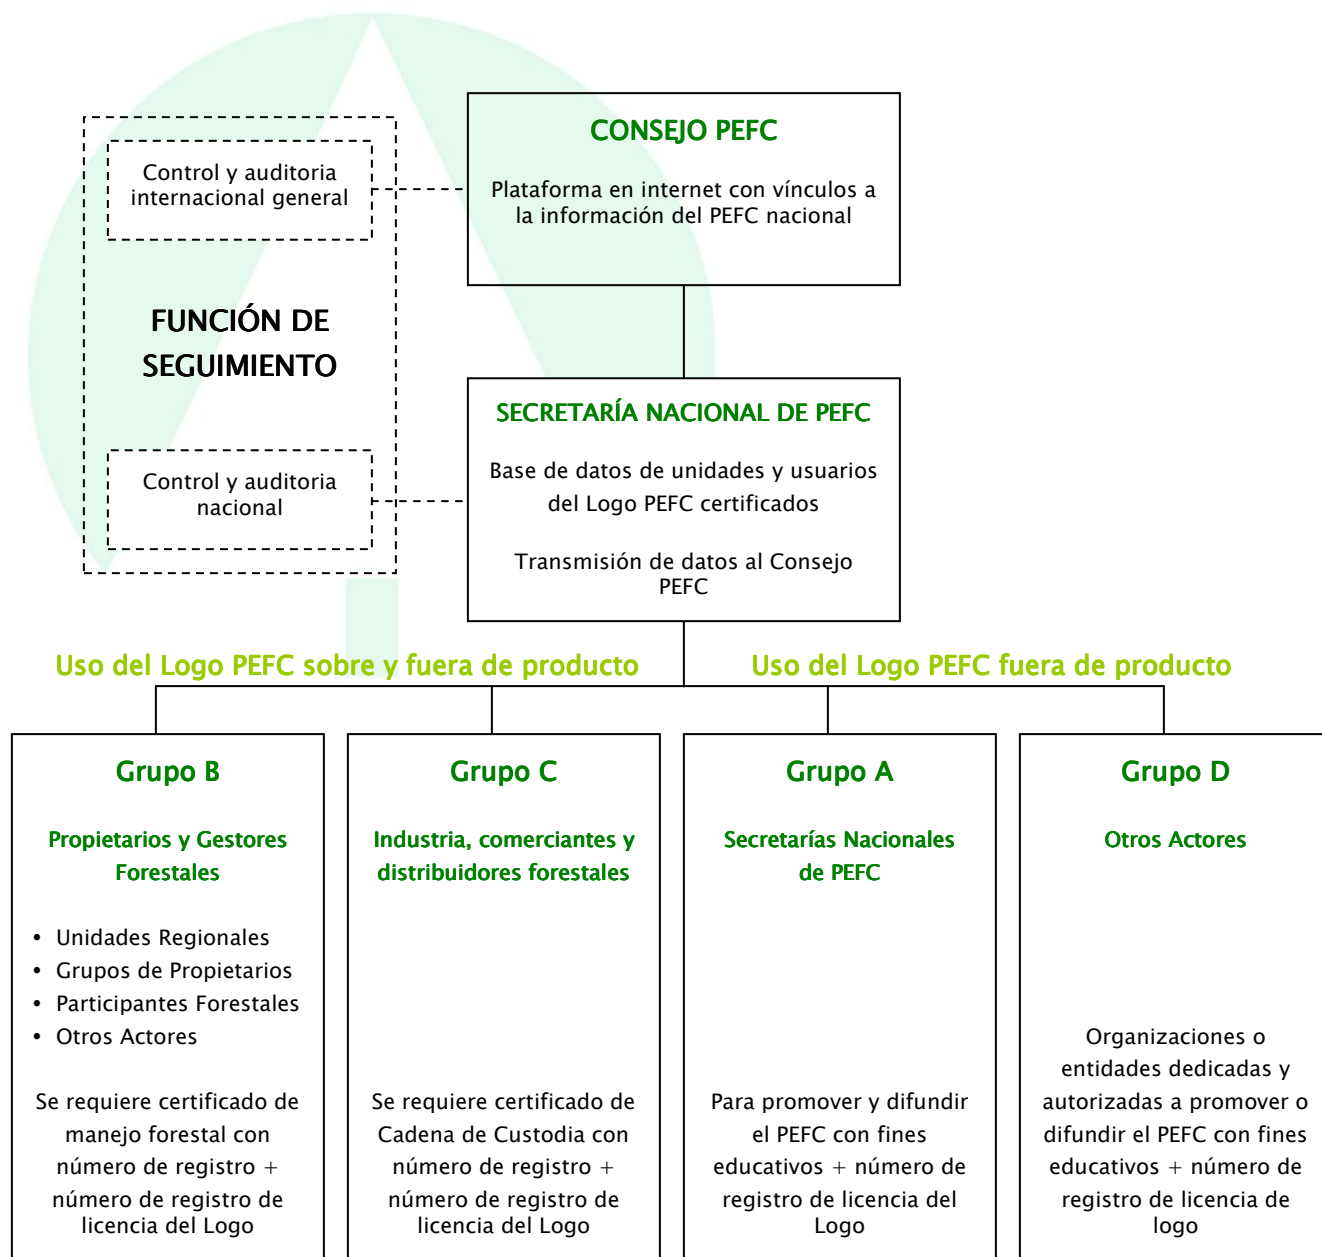 CONSEJO PEFC
Plataforma en internet con vínculos a
la información del PEFC nacional
Control y auditoria
internacional general
FUNCIÓN DE
SEGUIMIENTO
Control y auditoria
nacional
SECRETARÍA NACIONAL DE PEFC
Base de datos de unidades y usuarios
del Logo PEFC certificados
Transmisión de datos al Consejo
PEFC
Uso del Logo PEFC sobre y fuera de producto
Uso del Logo PEFC fuera de producto
Grupo B
Propietarios y Gestores
Forestales
• Unidades Regionales
• Grupos de Propietarios
• Participantes Forestales
• Otros Actores
Se requiere certificado de
manejo forestal con
número de registro +
número de registro de
licencia del Logo
Grupo C
Industria, comerciantes y
distribuidores forestales
Se requiere certificado de
Cadena de Custodia con
número de registro +
número de registro de
licencia del Logo
Grupo A
Secretarías Nacionales
de PEFC
Para promover y difundir
el PEFC con fines
educativos + número de
registro de licencia del
Logo
Grupo D
Otros Actores
Organizaciones o
entidades dedicadas y
autorizadas a promover o
difundir el PEFC con fines
educativos + número de
registro de licencia de
logo